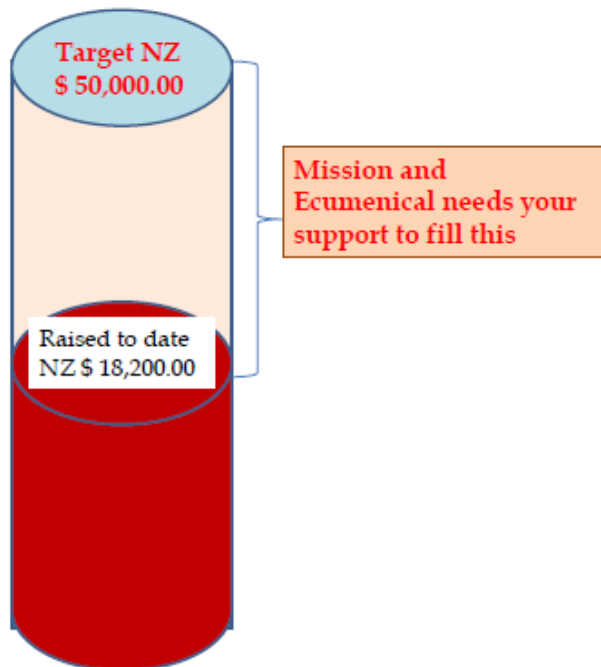 Target NZ
$ 50,000.00
Mission and
Ecumenical needs your
support to fill this
Raised to date
NZ $ 18,200.00